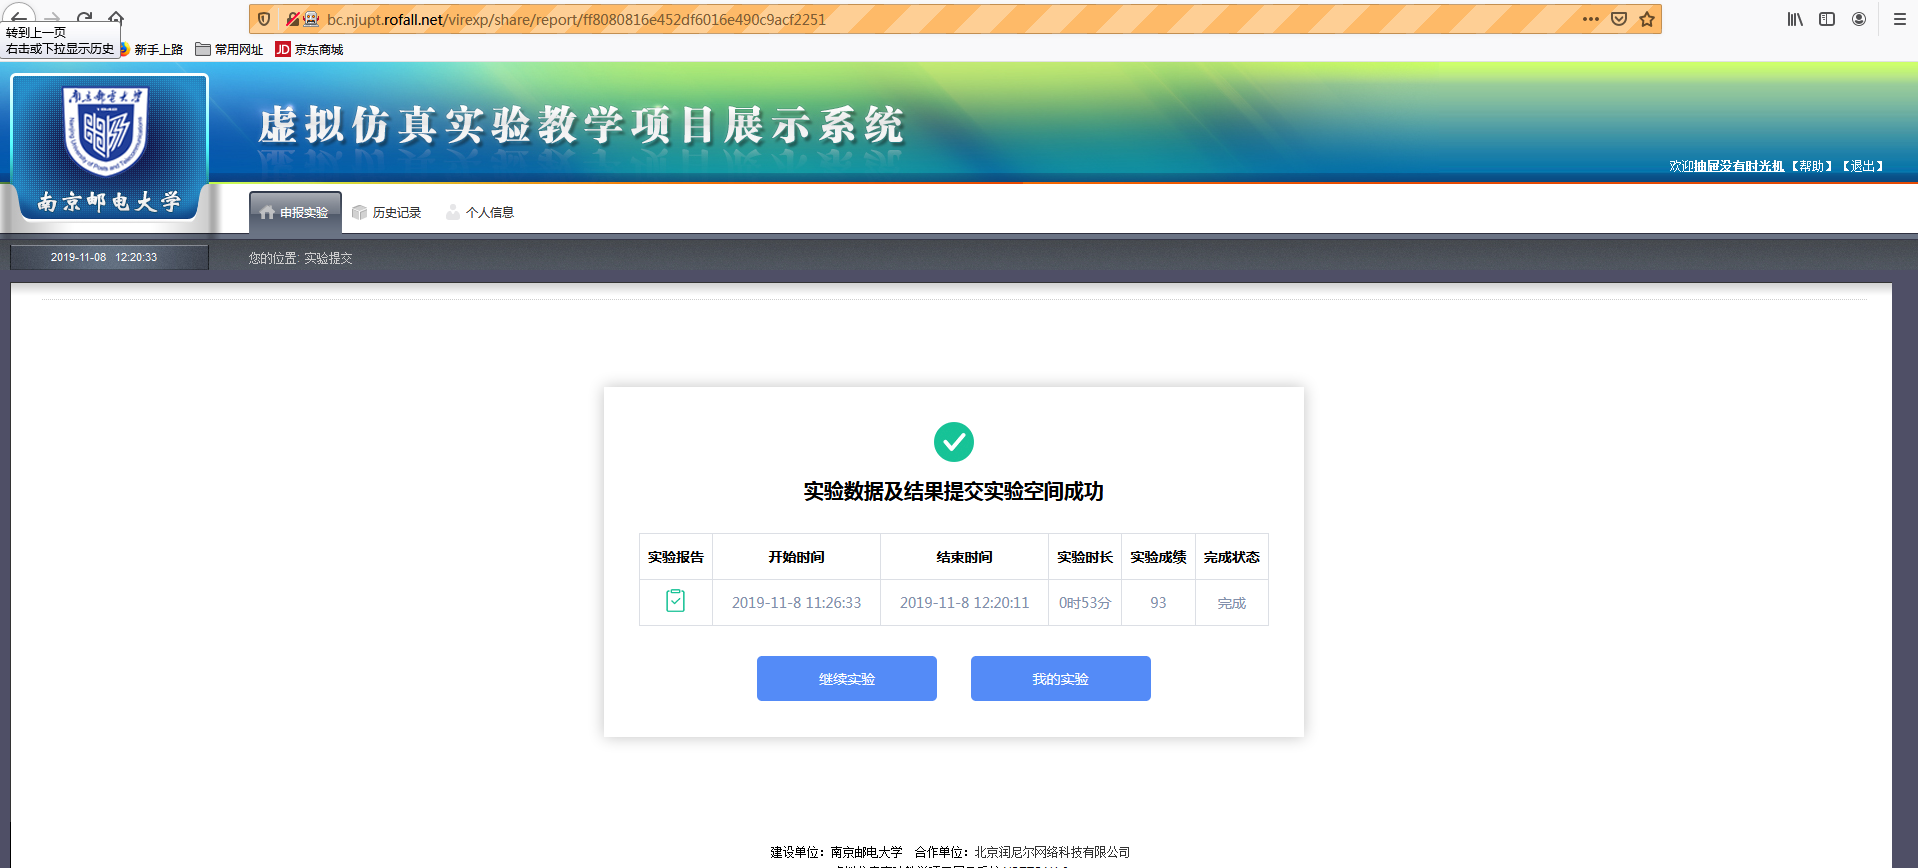 转到上一页
右击或下拉显示历史
bc.njupt.rofall.net/virexp/share/report/ff8080816e452df6016e490c9acf2251
新手上路 常用网址 JD 京东商城
南京邮电大学
虚拟仿真实验教学项目展示系统
欢迎抽屉没有时光机 【帮助】 【退出】
南京邮电大学
申报实验 历史记录 个人信息
2019-11-08 12:20:33
您的位置: 实验提交
实验数据及结果提交实验空间成功
实验报告 开始时间 结束时间 实验时长 实验成绩 完成状态
2019-11-8 11:26:33 2019-11-8 12:20:11 0时53分 93 完成
继续实验 我的实验
建设单位：南京邮电大学 合作单位：北京润尼尔网络科技有限公司